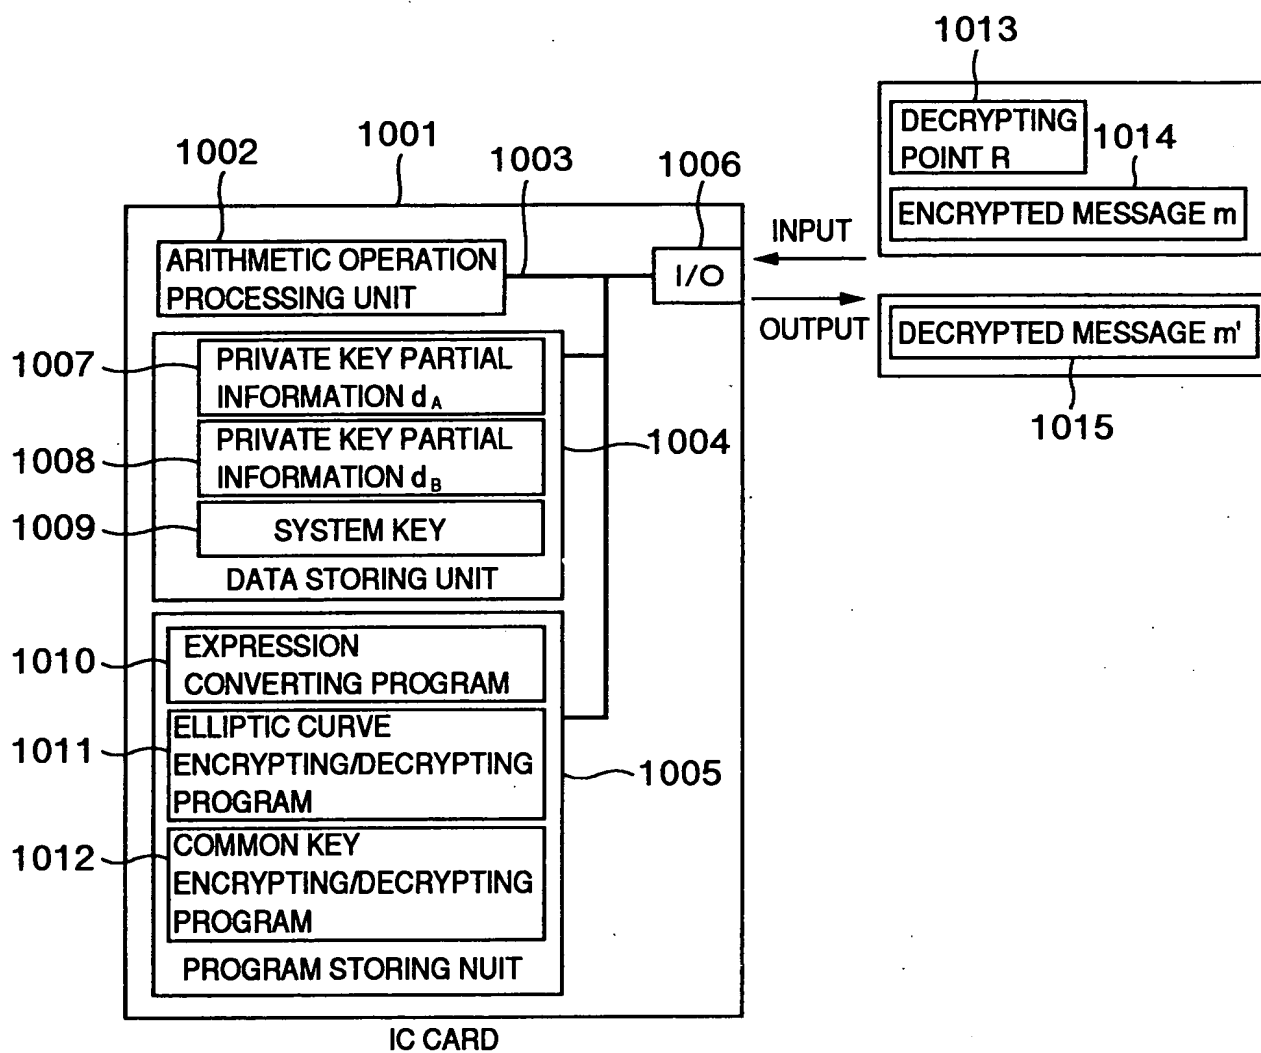 1013
DECRYPTING
POINT R
1014
ENCRYPTED MESSAGE m
1001
1002
1003
1006
INPUT
ARITHMETIC OPERATION
PROCESSING UNIT
I/O
OUTPUT
DECRYPTED MESSAGE m'
1015
1007
PRIVATE KEY PARTIAL
INFORMATION dA
1004
1008
PRIVATE KEY PARTIAL
INFORMATION dB
1009
SYSTEM KEY
DATA STORING UNIT
1010
EXPRESSION
CONVERTING PROGRAM
1011
ELLIPTIC CURVE
ENCRYPTING/DECRYPTING
PROGRAM
1005
1012
COMMON KEY
ENCRYPTING/DECRYPTING
PROGRAM
PROGRAM STORING NUIT
IC CARD